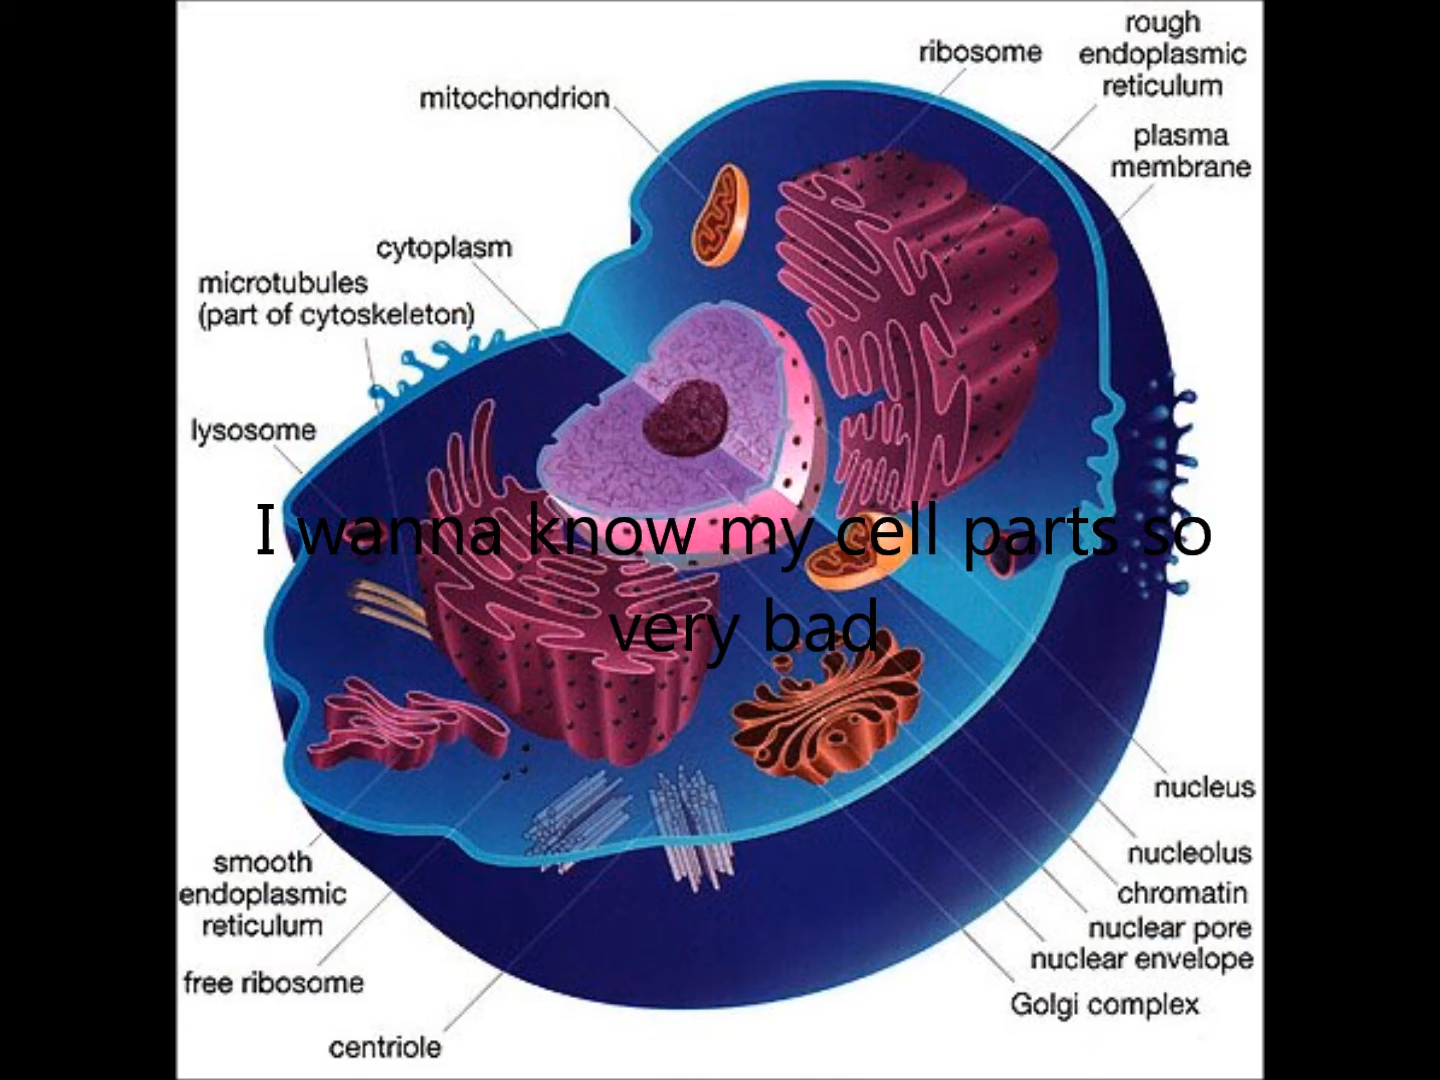 rough
ribosome
endoplasmic
reticulum
mitochondrion
plasma
membrane
cytoplasm
microtubules
(part of cytoskeleton)
lysosome
I wanna know my cell parts so
very bad
nucleus
nucleolus
smooth
endoplasmic
reticulum
chromatin
nuclear pore
nuclear envelope
free ribosome
Golgi complex
centriole